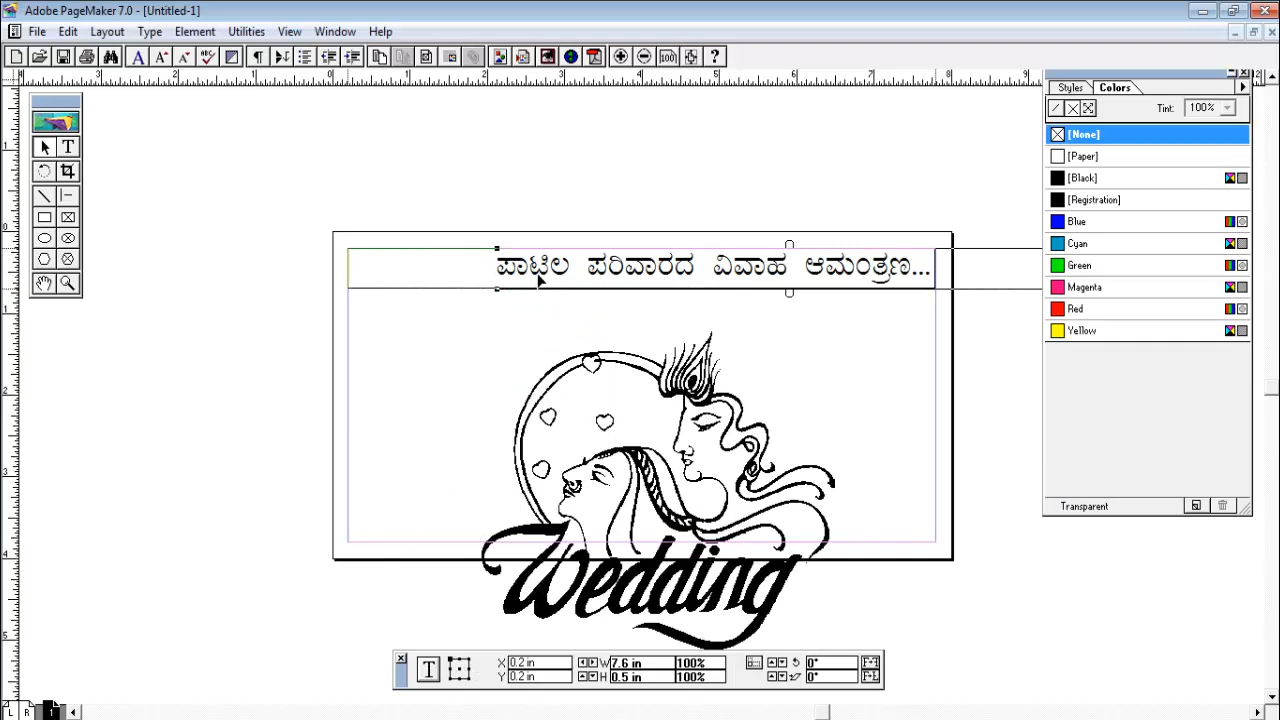 Adobe PageMaker 7.0 - [Untitled-1]
File Edit Layout Type Element Utilities View Window Help
Styles Colors
Tint: 100%
[None]
[Paper]
[Black]
[Registration]
Blue
Cyan
Green
Magenta
Red
Yellow
Transparent
ಪಾಟಿಲ ಪರಿವಾರದ ವಿವಾಹ ಆಮಂತ್ರಣ...
Wedding
X 0.2 in W 7.6 in 100% 0°
Y 0.2 in H 0.5 in 100% 0°
L R 1